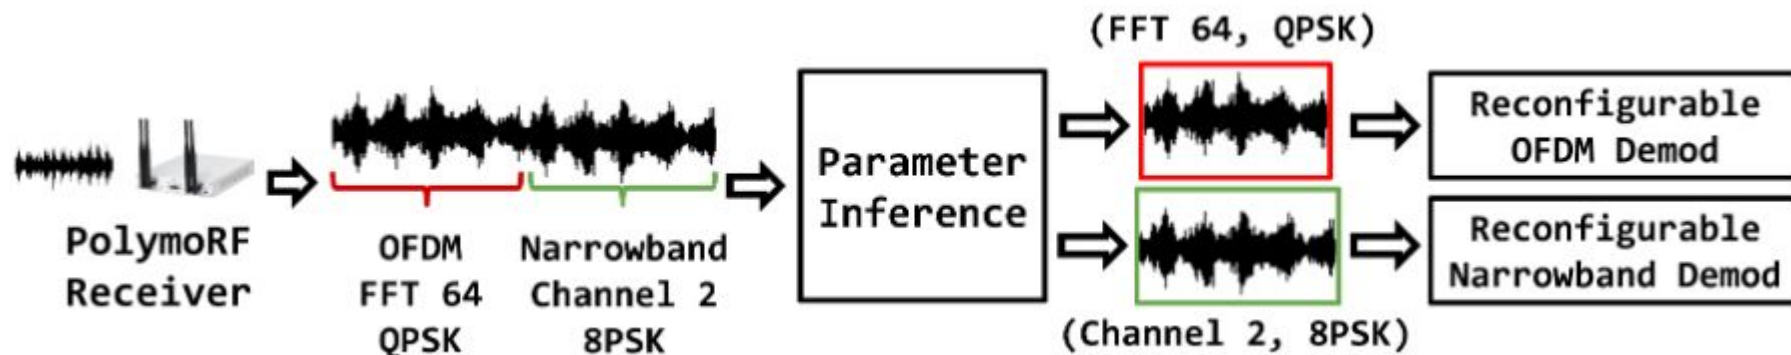 PolymoRF
Receiver
OFDM
FFT 64
QPSK
Narrowband
Channel 2
8PSK
Parameter
Inference
(FFT 64, QPSK)
(Channel 2, 8PSK)
Reconfigurable
OFDM Demod
Reconfigurable
Narrowband Demod